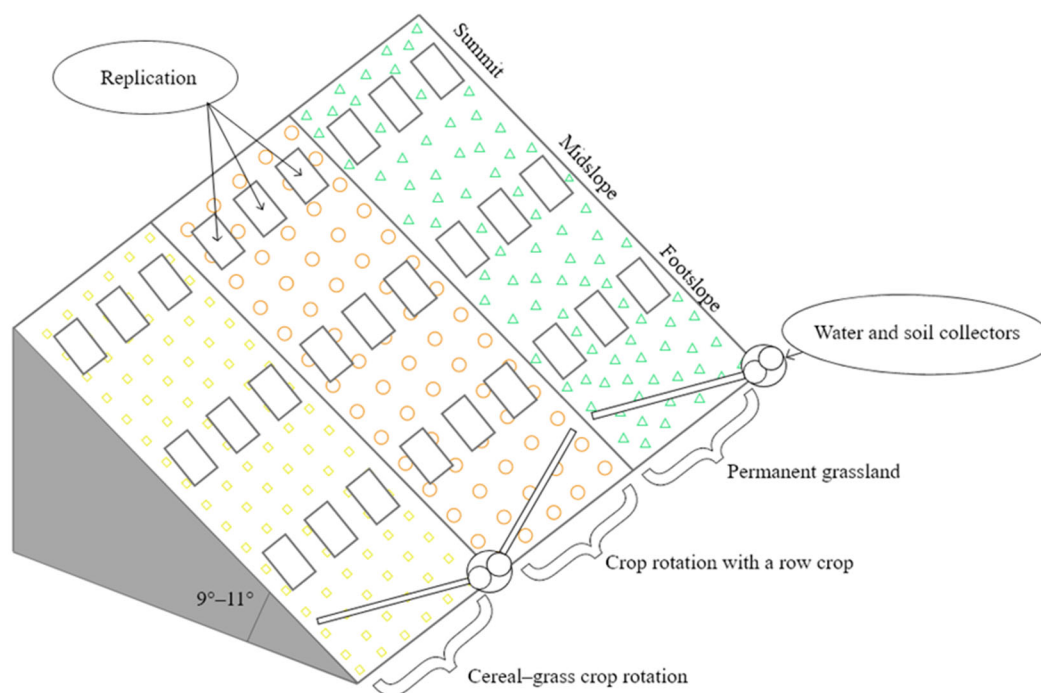 Replication
Summit
Midslope
Footslope
Water and soil collectors
Permanent grassland
Crop rotation with a row crop
9°–11°
Cereal–grass crop rotation